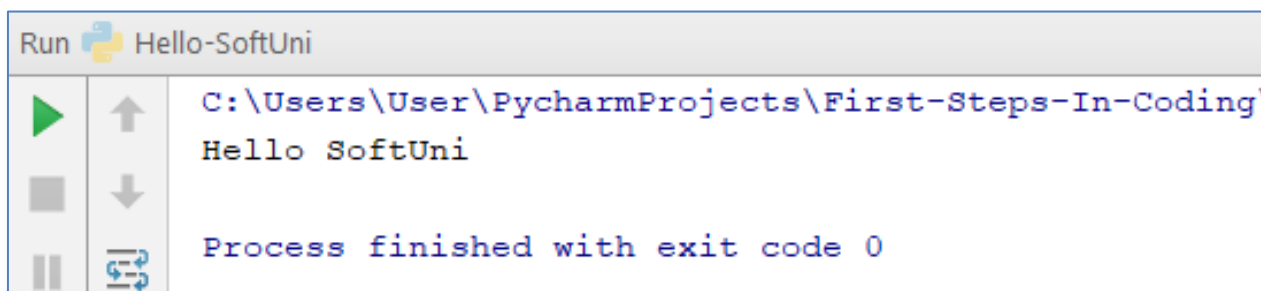 Run Hello-SoftUni
C:\Users\User\PycharmProjects\First-Steps-In-Coding\
Hello SoftUni
Process finished with exit code 0